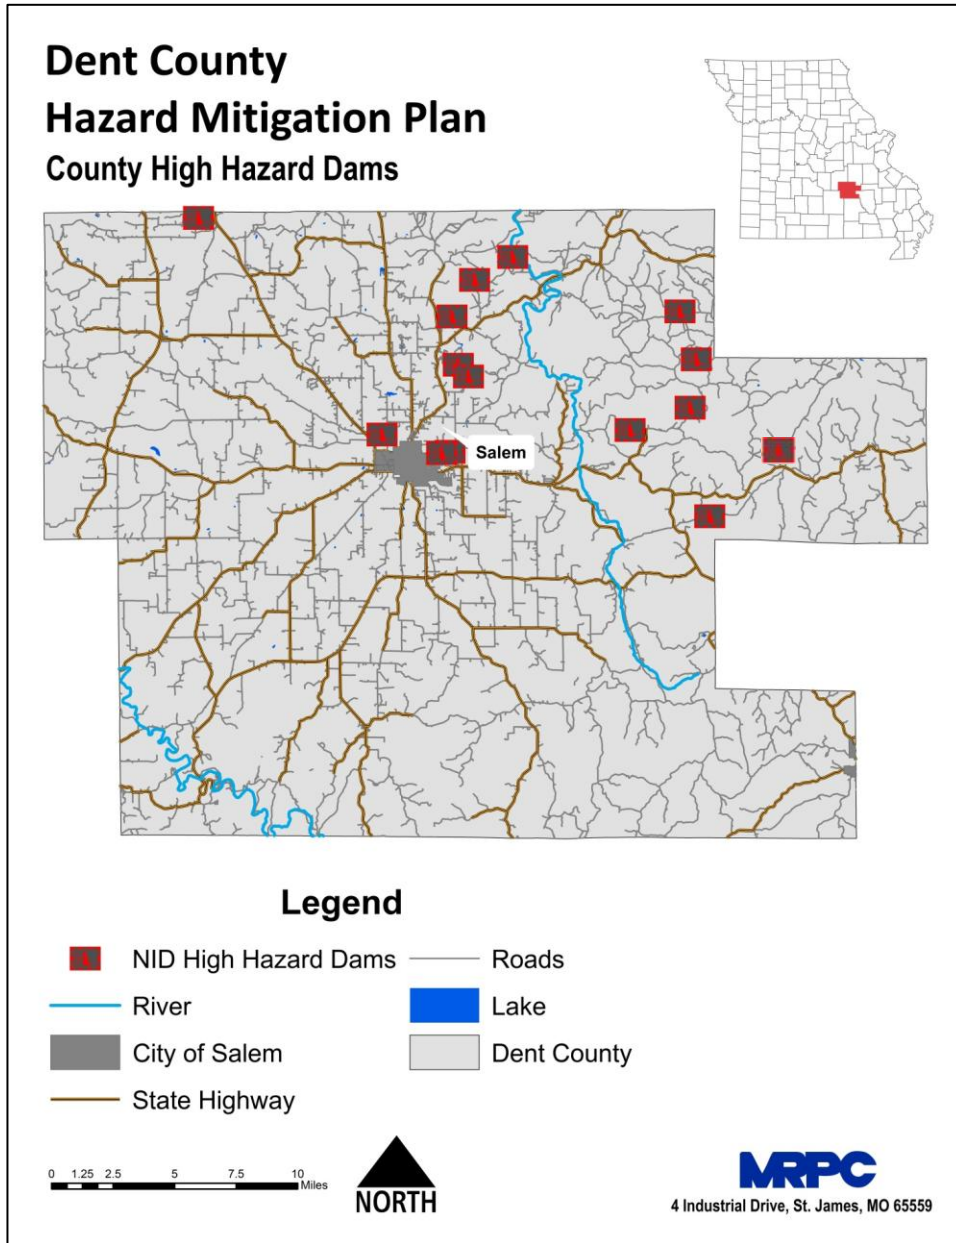 Dent County
Hazard Mitigation Plan
County High Hazard Dams
Salem
Legend
NID High Hazard Dams
Roads
River
Lake
City of Salem
Dent County
State Highway
0 1.25 2.5 5 7.5 10
Miles
NORTH
MRPC
4 Industrial Drive, St. James, MO 65559